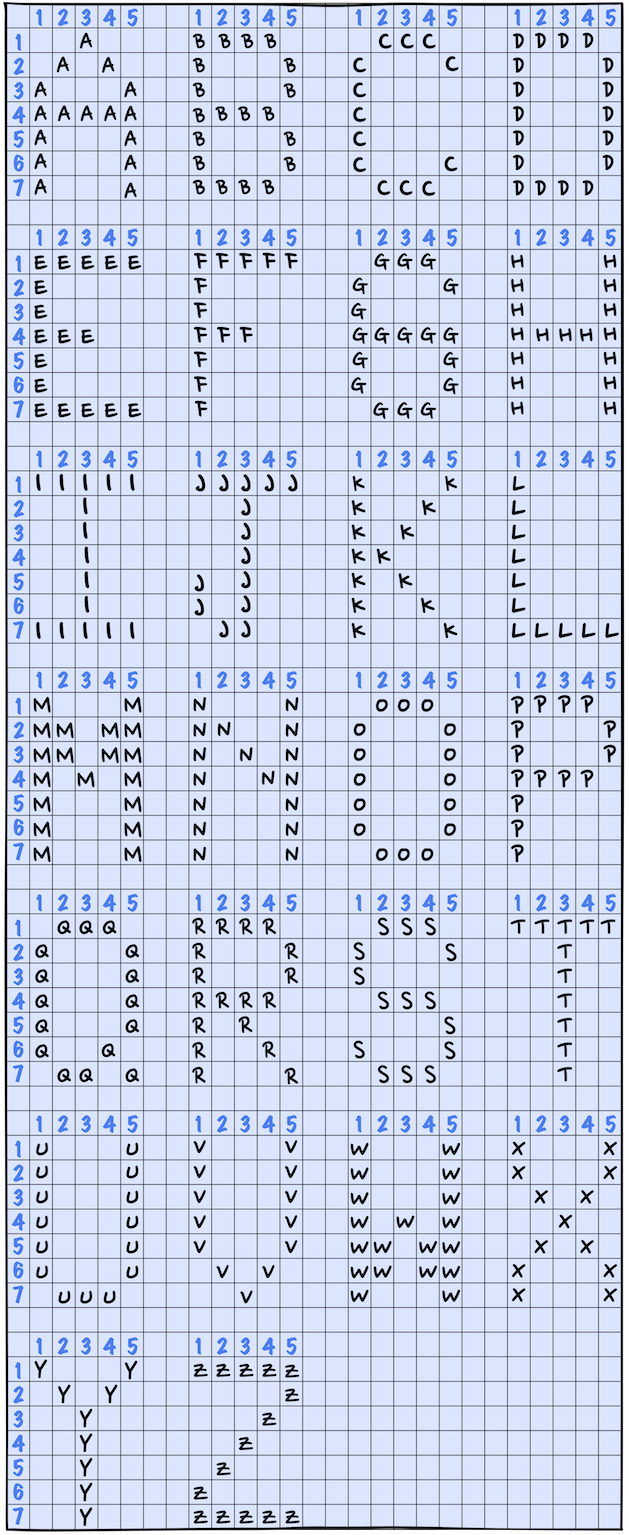 1 2 3 4 5 1 2 3 4 5 1 2 3 4 5 1 2 3 4 5
1 A B B B B C C C D D D D
2 A A B B C C D D
3 A A B B C D D
4 A A A A A B B B B C D D
5 A A B B C D D
6 A A B B C C D D
7 A A B B B B C C C D D D D
1 2 3 4 5 1 2 3 4 5 1 2 3 4 5 1 2 3 4 5
1 E E E E E F F F F F G G G H H
2 E F G G H H
3 E F G H H
4 E E E F F F G G G G G H H H H H
5 E F G G H H
6 E F G G H H
7 E E E E E F G G G H H
1 2 3 4 5 1 2 3 4 5 1 2 3 4 5 1 2 3 4 5
1 I I I I I J J J J J K K L
2 I J K K L
3 I J K K L
4 I J K K L
5 I J J K K L
6 I J J K K L
7 I I I I I J J K K L L L L L
1 2 3 4 5 1 2 3 4 5 1 2 3 4 5 1 2 3 4 5
1 M M N N O O O P P P P
2 M M M M N N N O O P P
3 M M M M N N N O O P P
4 M M M N N N O O P P P P
5 M M N N O O P
6 M M N N O O P
7 M M N N O O O P
1 2 3 4 5 1 2 3 4 5 1 2 3 4 5 1 2 3 4 5
1 Q Q Q R R R R S S S T T T T T
2 Q Q R R S S T
3 Q Q R R S T
4 Q Q R R R R S S S T
5 Q Q R R S T
6 Q Q R R S S T
7 Q Q Q R R S S S T
1 2 3 4 5 1 2 3 4 5 1 2 3 4 5 1 2 3 4 5
1 U U V V W W X X
2 U U V V W W X X
3 U U V V W W X X
4 U U V V W W W X
5 U U V V W W W W X X
6 U U V V W W W W X X
7 U U U V W W X X
1 2 3 4 5 1 2 3 4 5
1 Y Y Z Z Z Z Z
2 Y Y Z
3 Y Z
4 Y Z
5 Y Z
6 Y Z
7 Y Z Z Z Z Z